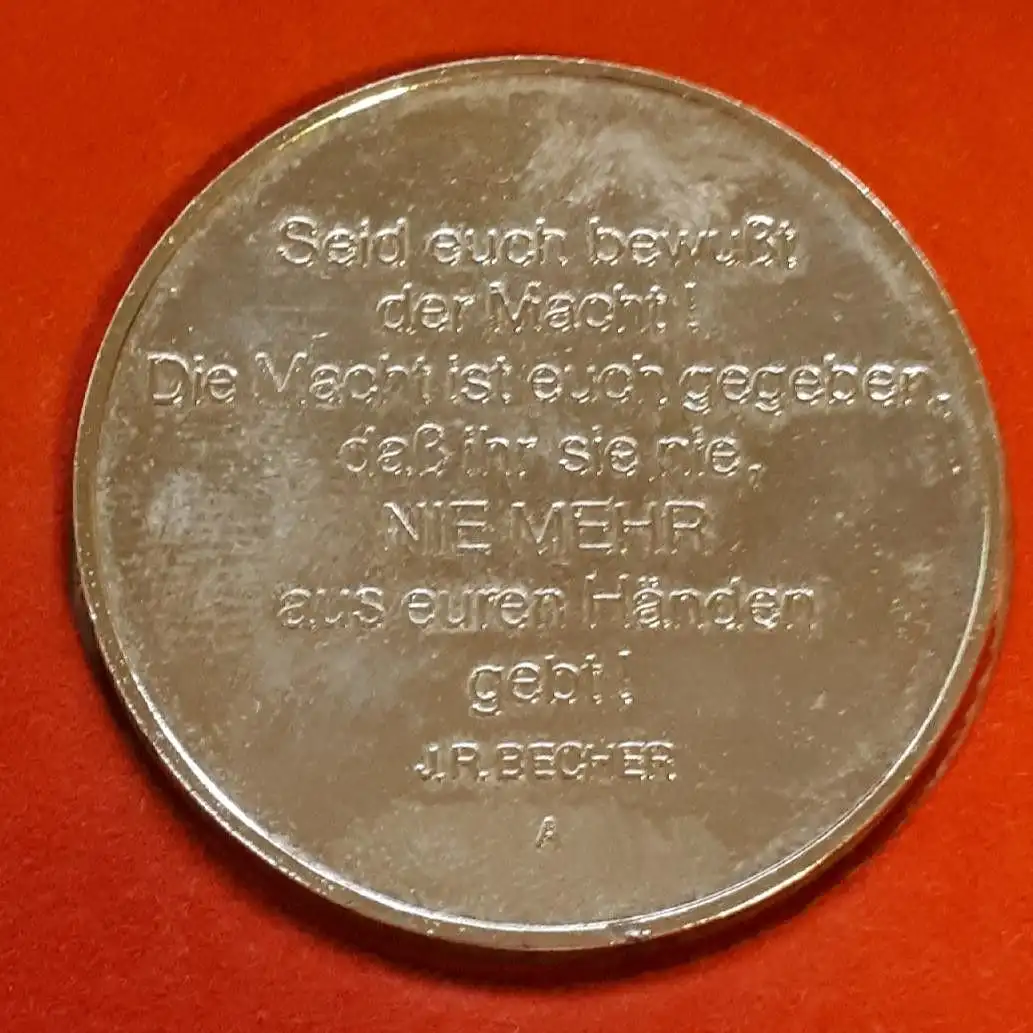 Seid euch bewußt
der Macht !
Die Macht ist euch gegeben,
daß ihr sie nie,
NIE MEHR
aus euren Händen
gebt !
J.R.BECHER
A